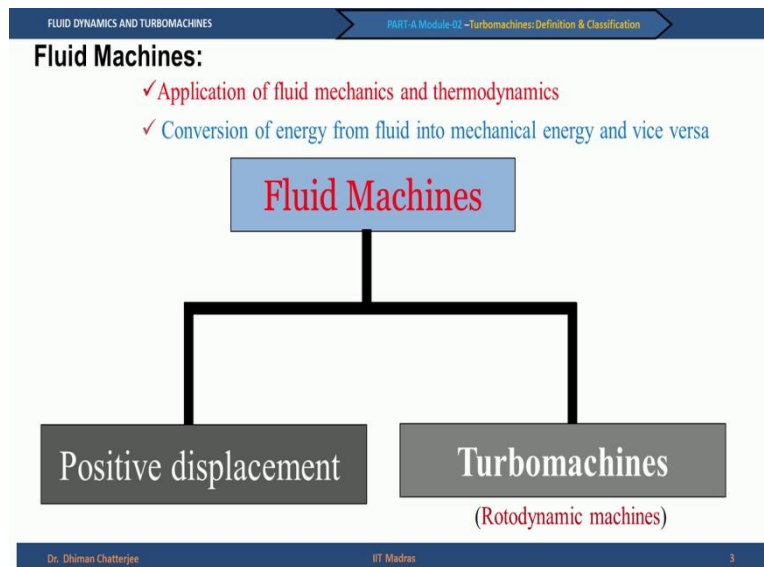 FLUID DYNAMICS AND TURBOMACHINES
PART-A Module-02 –Turbomachines: Definition & Classification
Fluid Machines:
✓Application of fluid mechanics and thermodynamics
✓ Conversion of energy from fluid into mechanical energy and vice versa
Fluid Machines
Positive displacement
Turbomachines
(Rotodynamic machines)
Dr. Dhiman Chatterjee
IIT Madras
3